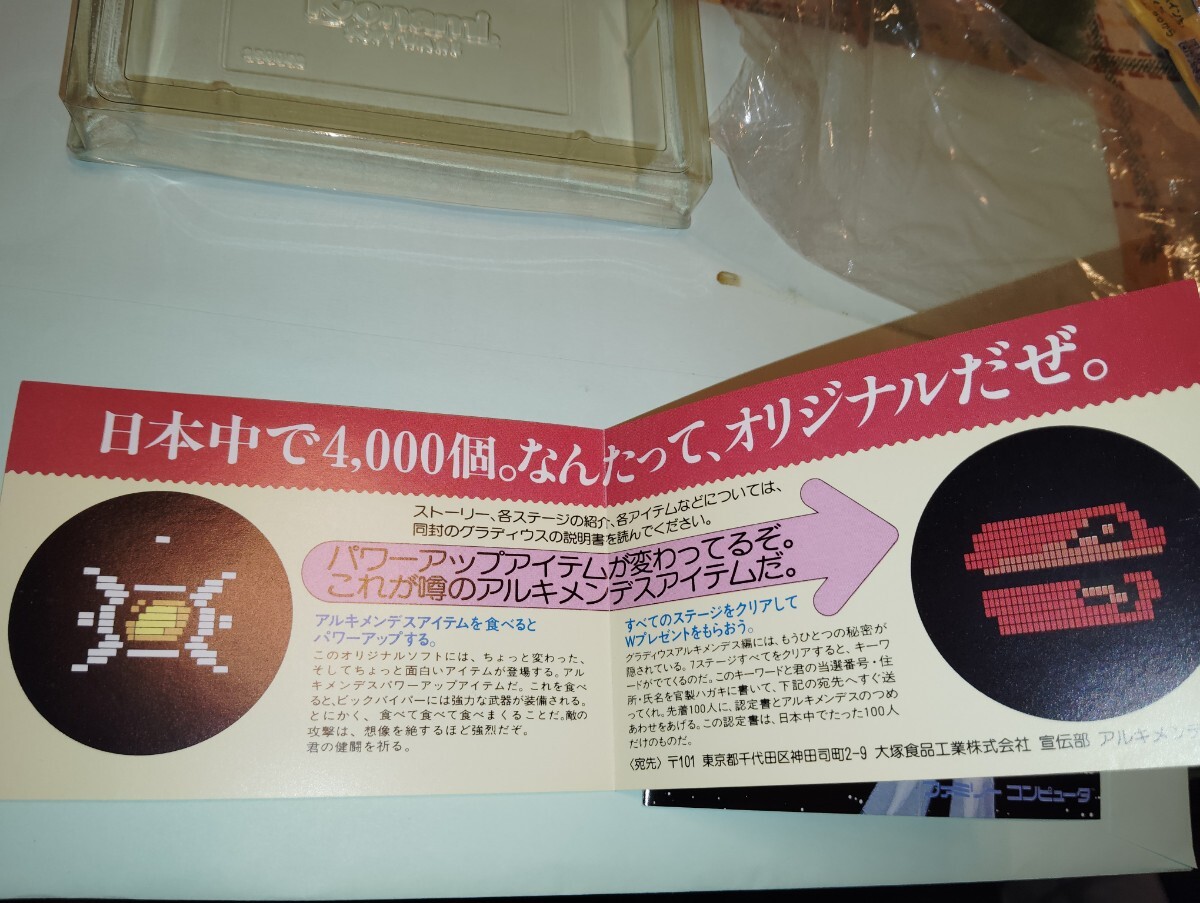 Konami
日本中で4,000個。なんたって、オリジナルだぜ。
ストーリー、各ステージの紹介、各アイテムなどについては、
同封のグラディウスの説明書を読んでください。
パワーアップアイテムが変わってるぞ。
これが噂のアルキメンデスアイテムだ。
アルキメンデスアイテムを食べると
パワーアップする。
このオリジナルソフトには、ちょっと変わった、
そしてちょっと面白いアイテムが登場する。アル
キメンデスパワーアップアイテムだ。これを食べ
ると、ビックバイパーには強力な武器が装備される。
とにかく、食べて食べて食べまくることだ。敵の
攻撃は、想像を絶するほど強烈だぞ。
君の健闘を祈る。
すべてのステージをクリアして
Wプレゼントをもらおう。
グラディウスアルキメンデス編には、もうひとつの秘密が
隠されている。7ステージすべてをクリアすると、キーワ
ードがでてくるのだ。このキーワードと君の当選番号・住
所・氏名を官製ハガキに書いて、下記の宛先へすぐ送
ってくれ。先着100人に、認定書とアルキメンデスのつめ
あわせをあげる。この認定書は、日本中でたった100人
だけのものだ。
〈宛先〉〒101 東京都千代田区神田司町2-9 大塚食品工業株式会社 宣伝部 アルキメンデ
ファミリーコンピュータ